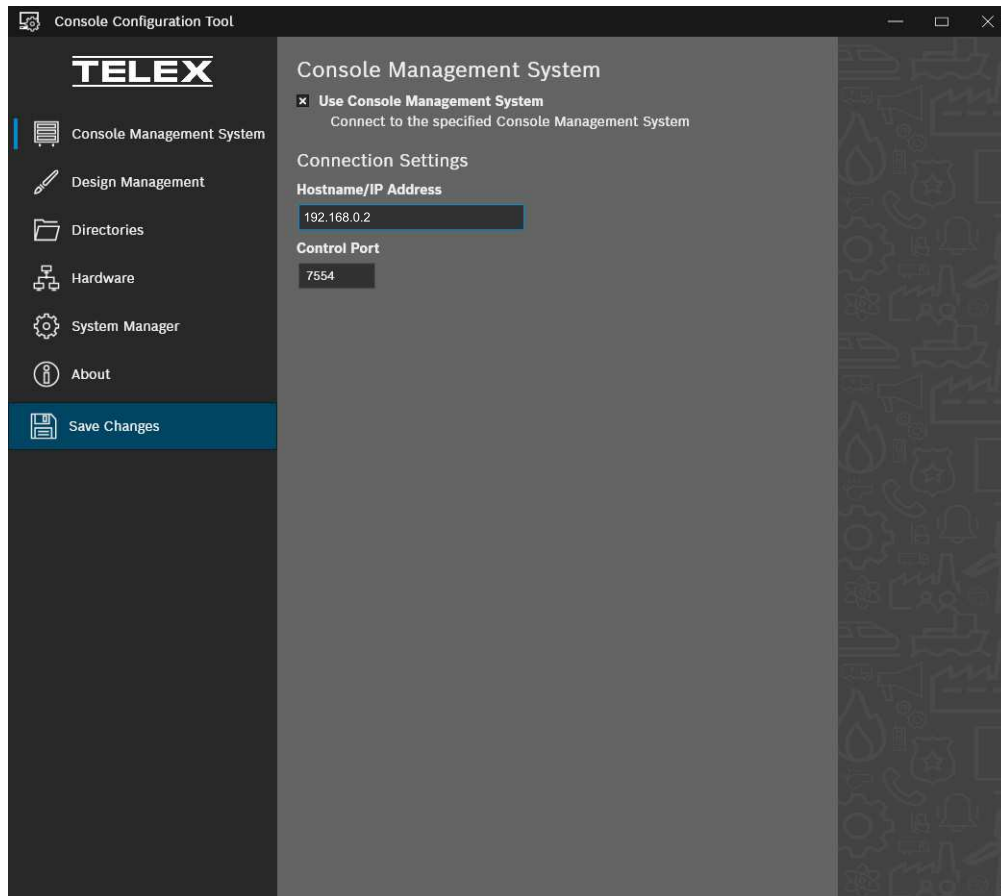 Console Configuration Tool
TELEX
Console Management System
Design Management
Directories
Hardware
System Manager
About
Save Changes
Console Management System
Use Console Management System
Connect to the specified Console Management System
Connection Settings
Hostname/IP Address
192.168.0.2
Control Port
7554